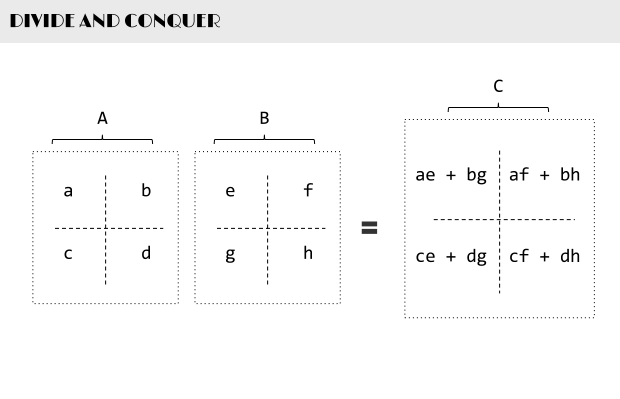 DIVIDE AND CONQUER
C
A B
ae + bg af + bh
a b e f
=
c d g h
ce + dg cf + dh